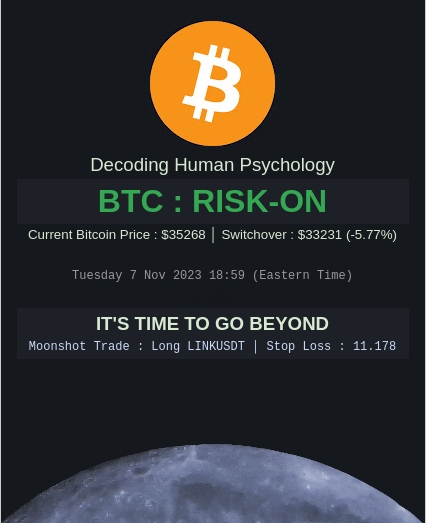 Decoding Human Psychology
BTC : RISK-ON
Current Bitcoin Price : $35268 | Switchover : $33231 (-5.77%)
Tuesday 7 Nov 2023 18:59 (Eastern Time)
IT'S TIME TO GO BEYOND
Moonshot Trade : Long LINKUSDT | Stop Loss : 11.178